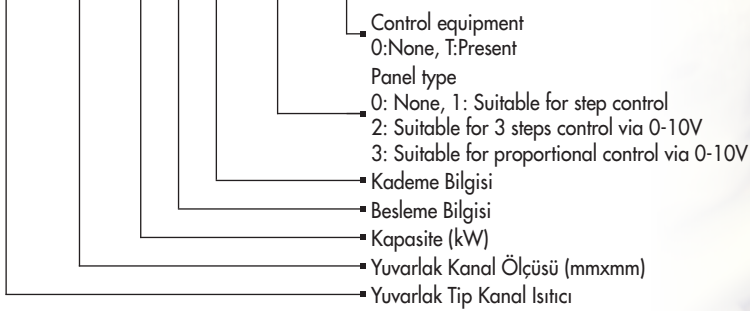 Control equipment
0:None, T:Present
Panel type
0: None, 1: Suitable for step control
2: Suitable for 3 steps control via 0-10V
3: Suitable for proportional control via 0-10V
Kademe Bilgisi
Besleme Bilgisi
Kapasite (kW)
Yuvarlak Kanal Ölçüsü (mmxmm)
Yuvarlak Tip Kanal Isıtıcı